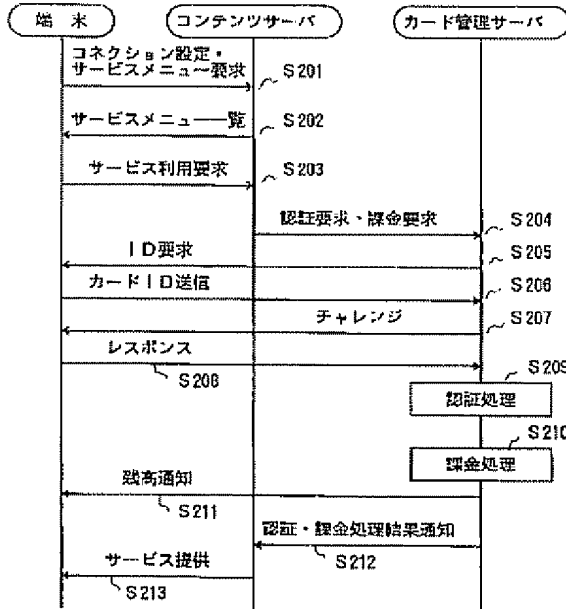 端末
コンテンツサーバ
カード管理サーバ
コネクション設定・
サービスメニュー要求
S201
サービスメニュー一覧
S202
サービス利用要求
S203
認証要求・課金要求
S204
ID要求
S205
カードID送信
S206
チャレンジ
S207
レスポンス
S208
S209
認証処理
S210
課金処理
残高通知
S211
認証・課金処理結果通知
S212
サービス提供
S213